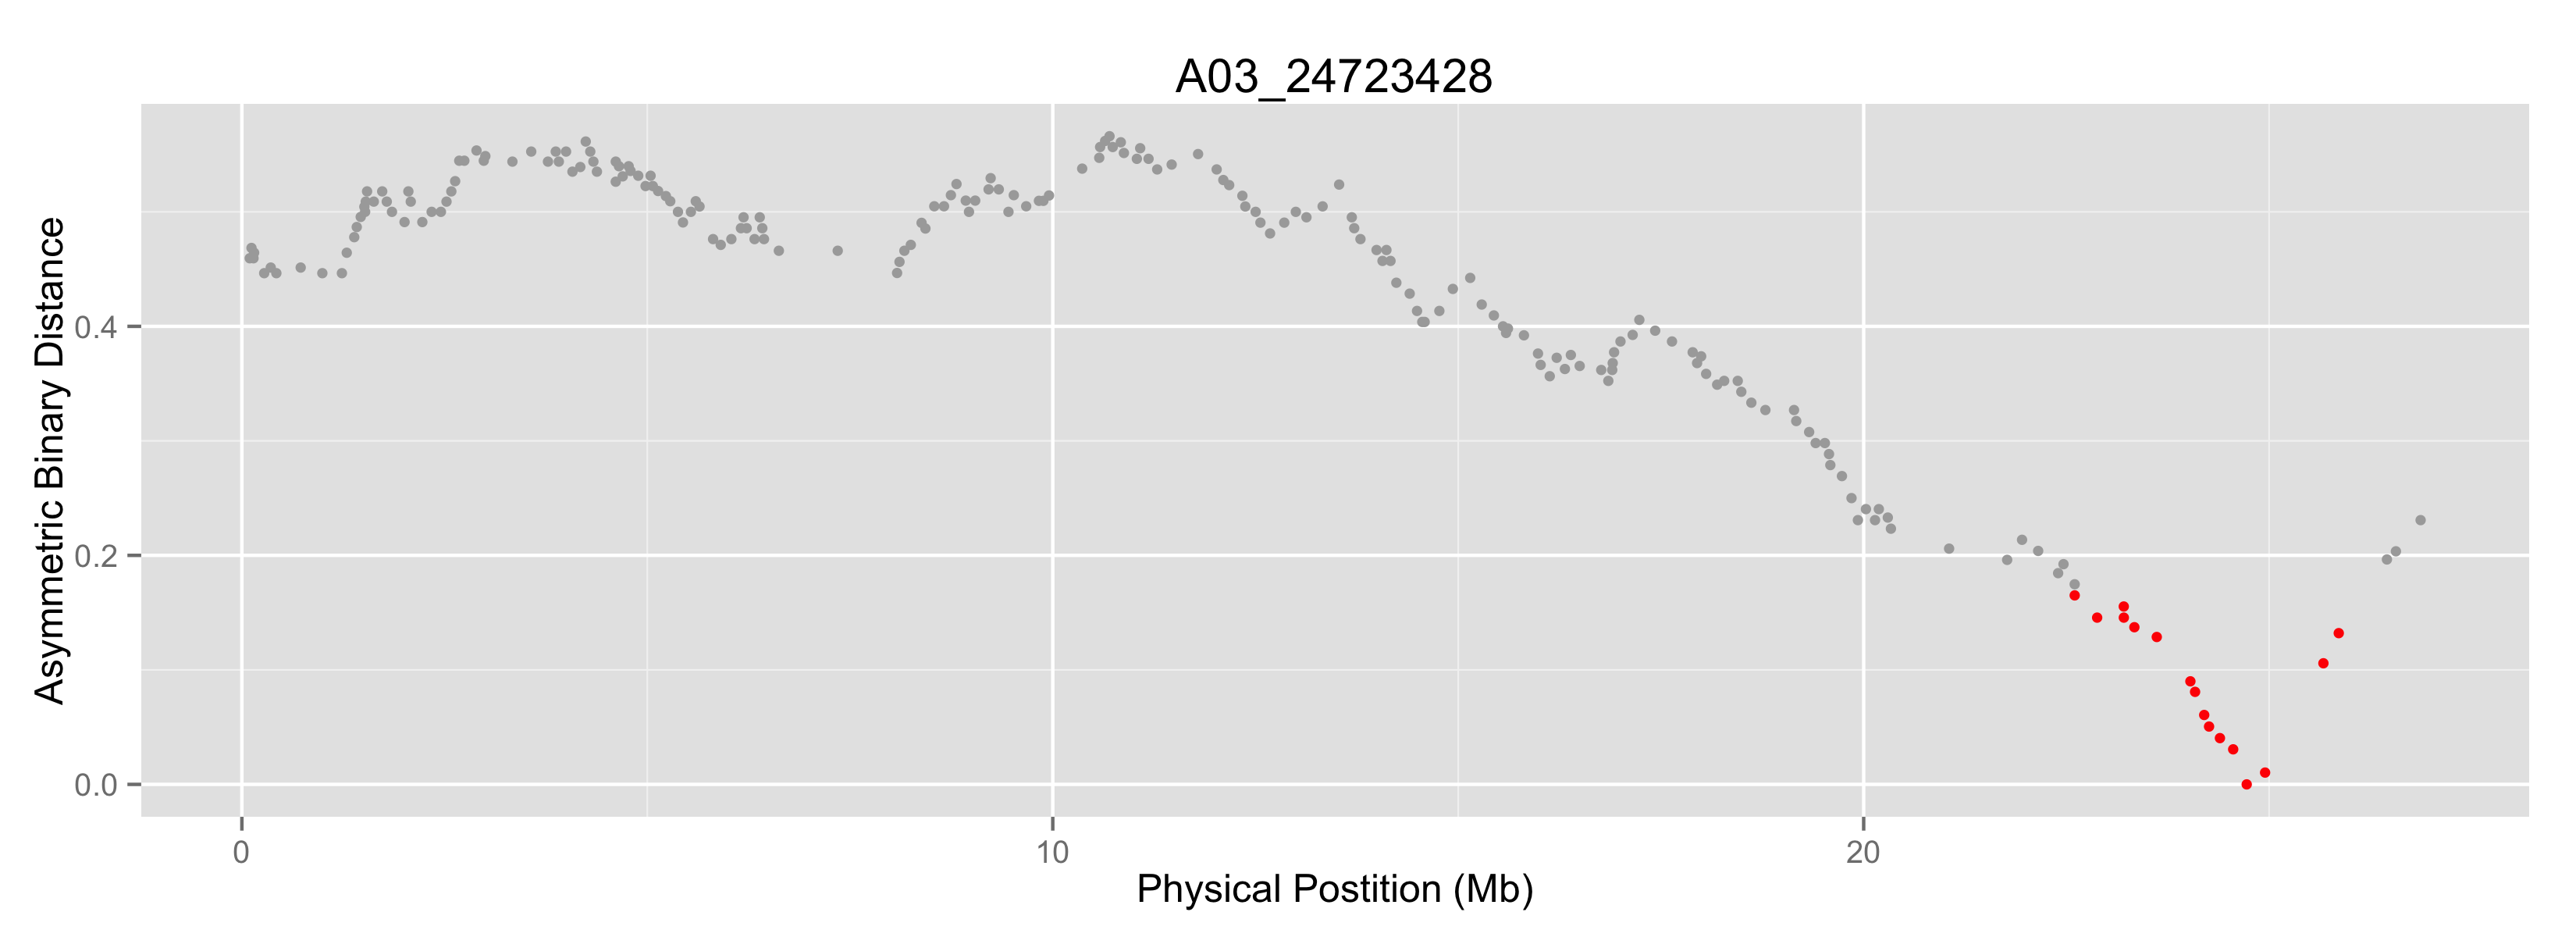 A03_24723428
Asymmetric Binary Distance
0.4
0.2
0.0
0
10
20
Physical Postition (Mb)